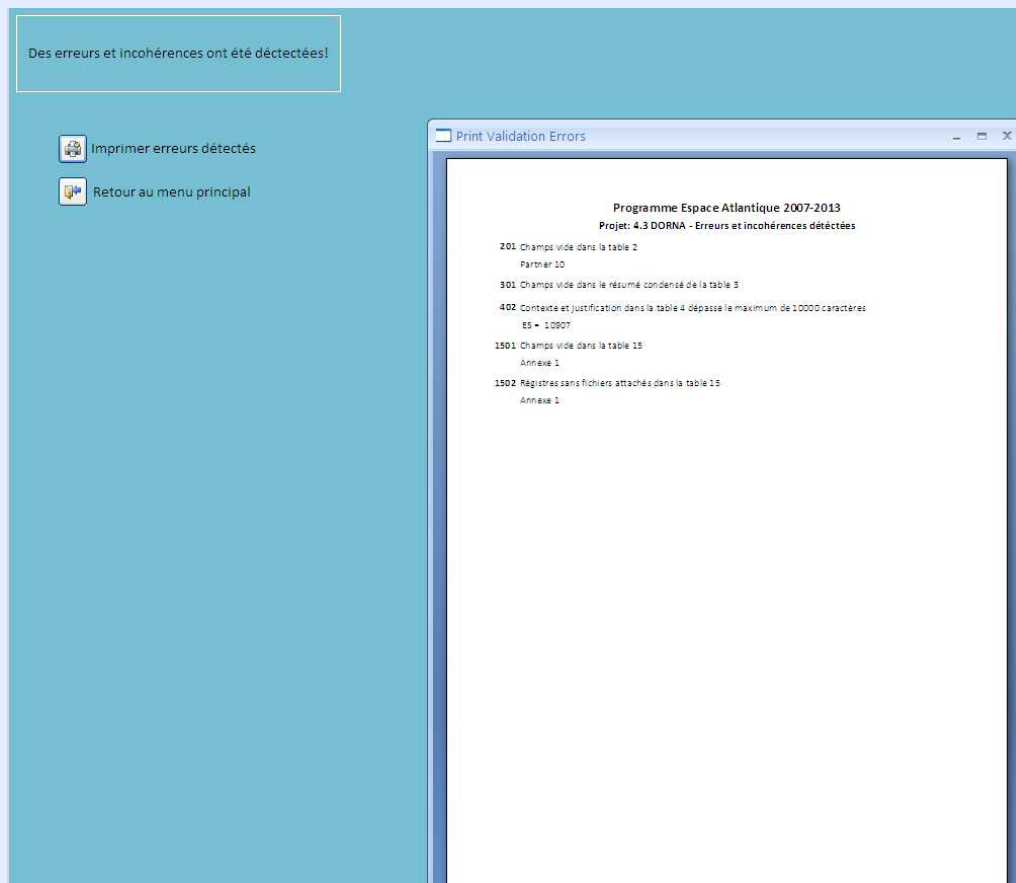 Des erreurs et incohérences ont été déctectées!
Imprimer erreurs détectés
Retour au menu principal
Print Validation Errors
Programme Espace Atlantique 2007-2013
Projet: 4.3 DORNA - Erreurs et incohérences détéctées
201 Champs vide dans la table 2
Partner 10
301 Champs vide dans le résumé condensé de la table 3
402 Contexte et justification dans la table 4 dépasse le maximum de 10000 caractères
ES = 10907
1501 Champs vide dans la table 15
Annexe 1
1502 Régistres sans fichiers attachés dans la table 15
Annexe 1